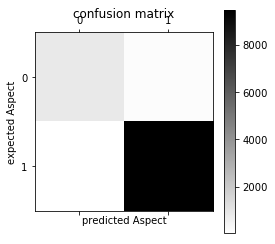 confusion matrix
0 1
0
1
expected Aspect
predicted Aspect
8000
6000
4000
2000